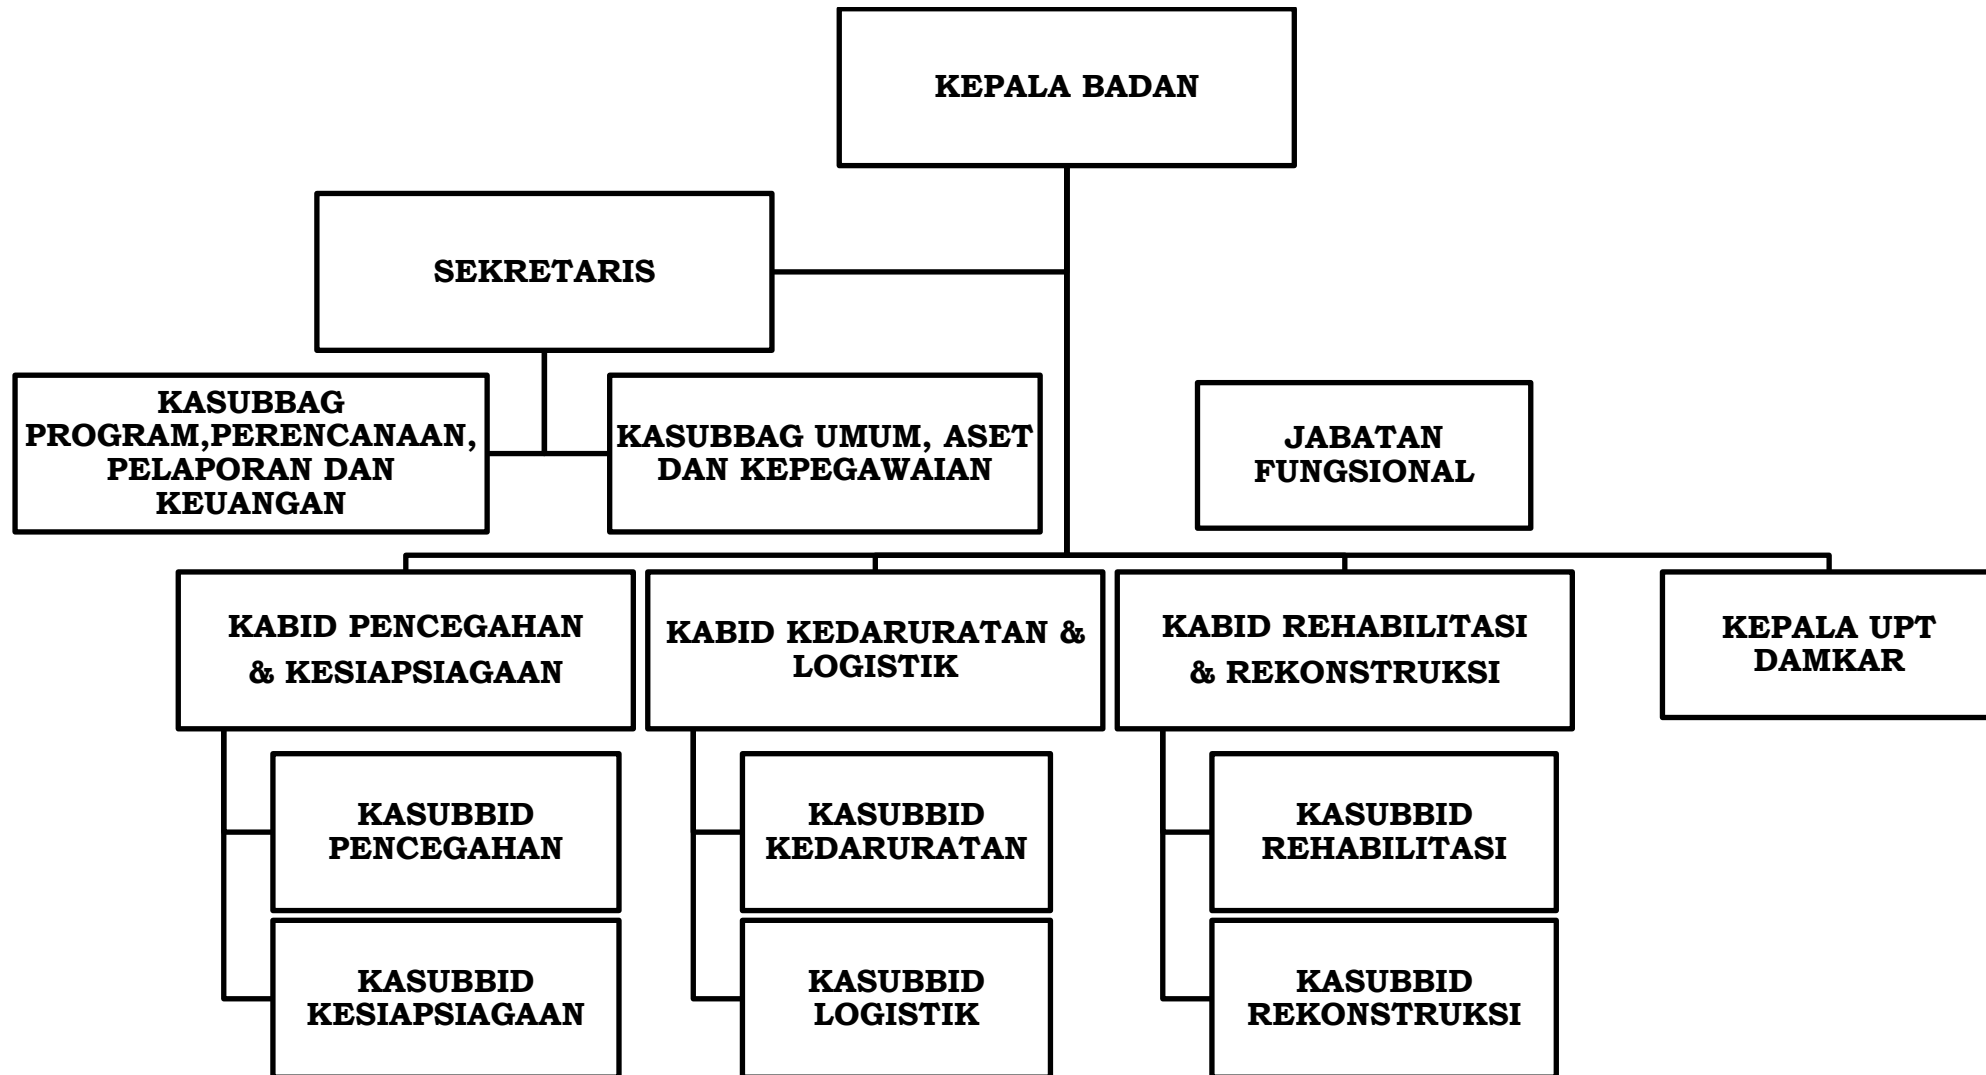 KEPALA BADAN
SEKRETARIS
KASUBBAG
PROGRAM,PERENCANAAN,
PELAPORAN DAN
KEUANGAN
KASUBBAG UMUM, ASET
DAN KEPEGAWAIAN
JABATAN
FUNGSIONAL
KABID PENCEGAHAN
& KESIAPSIAGAAN
KABID KEDARURATAN &
LOGISTIK
KABID REHABILITASI
& REKONSTRUKSI
KEPALA UPT
DAMKAR
KASUBBID
PENCEGAHAN
KASUBBID
KEDARURATAN
KASUBBID
REHABILITASI
KASUBBID
KESIAPSIAGAAN
KASUBBID
LOGISTIK
KASUBBID
REKONSTRUKSI